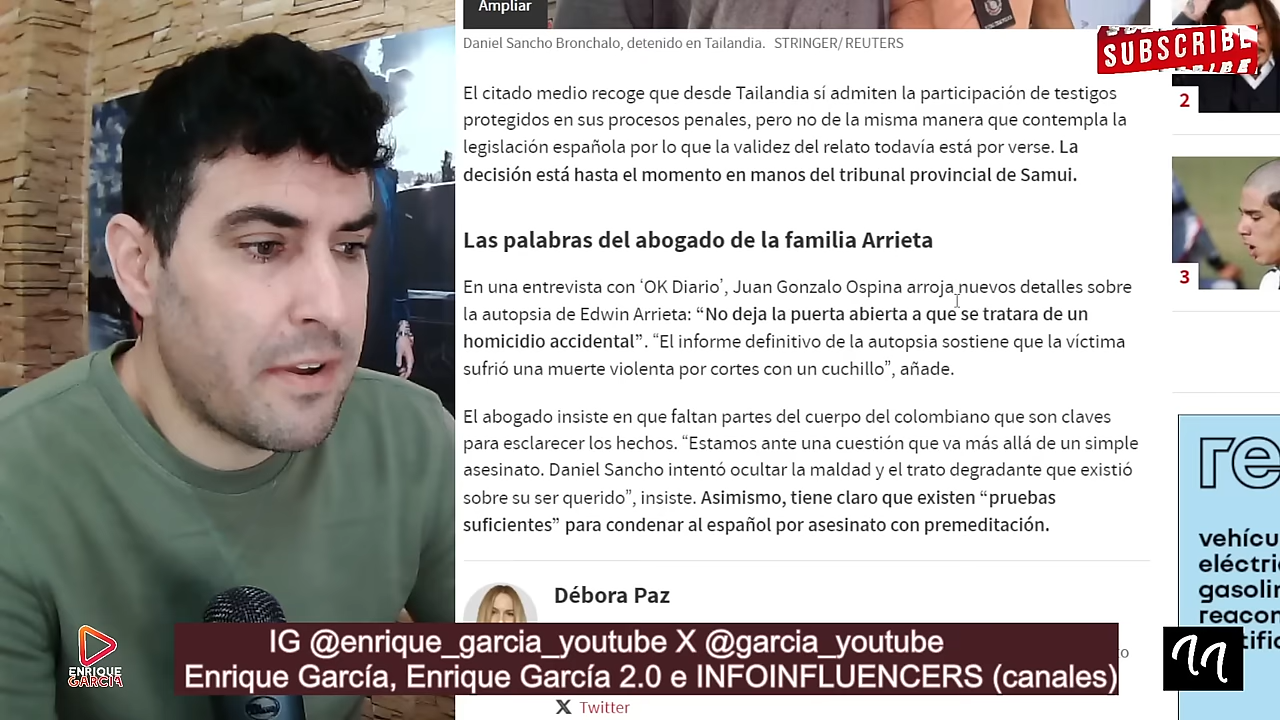 Ampliar
Daniel Sancho Bronchalo, detenido en Tailandia. STRINGER/ REUTERS
SUBSCRIBE
El citado medio recoge que desde Tailandia sí admiten la participación de testigos
protegidos en sus procesos penales, pero no de la misma manera que contempla la
legislación española por lo que la validez del relato todavía está por verse. La
decisión está hasta el momento en manos del tribunal provincial de Samui.
2
Las palabras del abogado de la familia Arrieta
3
En una entrevista con ‘OK Diario’, Juan Gonzalo Ospina arroja nuevos detalles sobre
la autopsia de Edwin Arrieta: “No deja la puerta abierta a que se tratara de un
homicidio accidental”. “El informe definitivo de la autopsia sostiene que la víctima
sufrió una muerte violenta por cortes con un cuchillo”, añade.
El abogado insiste en que faltan partes del cuerpo del colombiano que son claves
para esclarecer los hechos. “Estamos ante una cuestión que va más allá de un simple
asesinato. Daniel Sancho intentó ocultar la maldad y el trato degradante que existió
sobre su ser querido”, insiste. Asimismo, tiene claro que existen “pruebas
suficientes” para condenar al español por asesinato con premeditación.
re
vehícu
eléctri
gasolin
reacon
tific
Débora Paz
IG @enrique_garcia_youtube X @garcia_youtube
Enrique García, Enrique García 2.0 e INFOINFLUENCERS (canales)
ENRIQUE
GARCÍA
Twitter